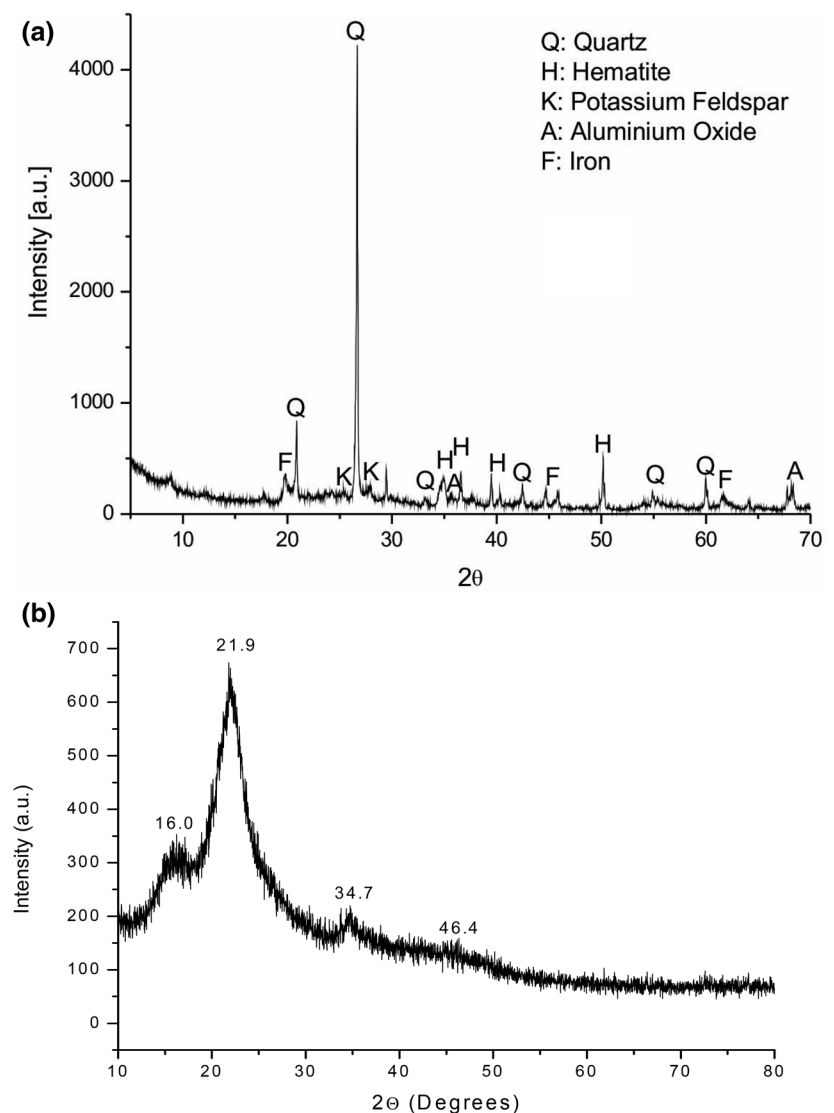 (a)
Q
Q: Quartz
H: Hematite
K: Potassium Feldspar
A: Aluminium Oxide
F: Iron
4000
3000
2000
1000
0
Intensity [a.u.]
F
Q
K
K
Q
H
A
H
H
Q
F
H
Q
Q
F
A
10
20
30
40
50
60
70
2θ
(b)
700
600
500
400
300
200
100
0
Intensity (a.u.)
16.0
21.9
34.7
46.4
10
20
30
40
50
60
70
80
2Θ (Degrees)